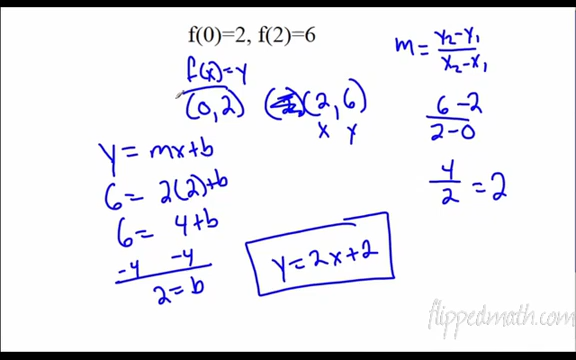 f(0)=2, f(2)=6
f(x)=y
(0,2) (2,6)
x y
y = mx+b
6 = 2(2)+b
6 = 4+b
-4 -4
2 = b
y=2x+2
m = y₂-y₁ / x₂-x₁
6-2 / 2-0
4/2 = 2
flippedmath.com